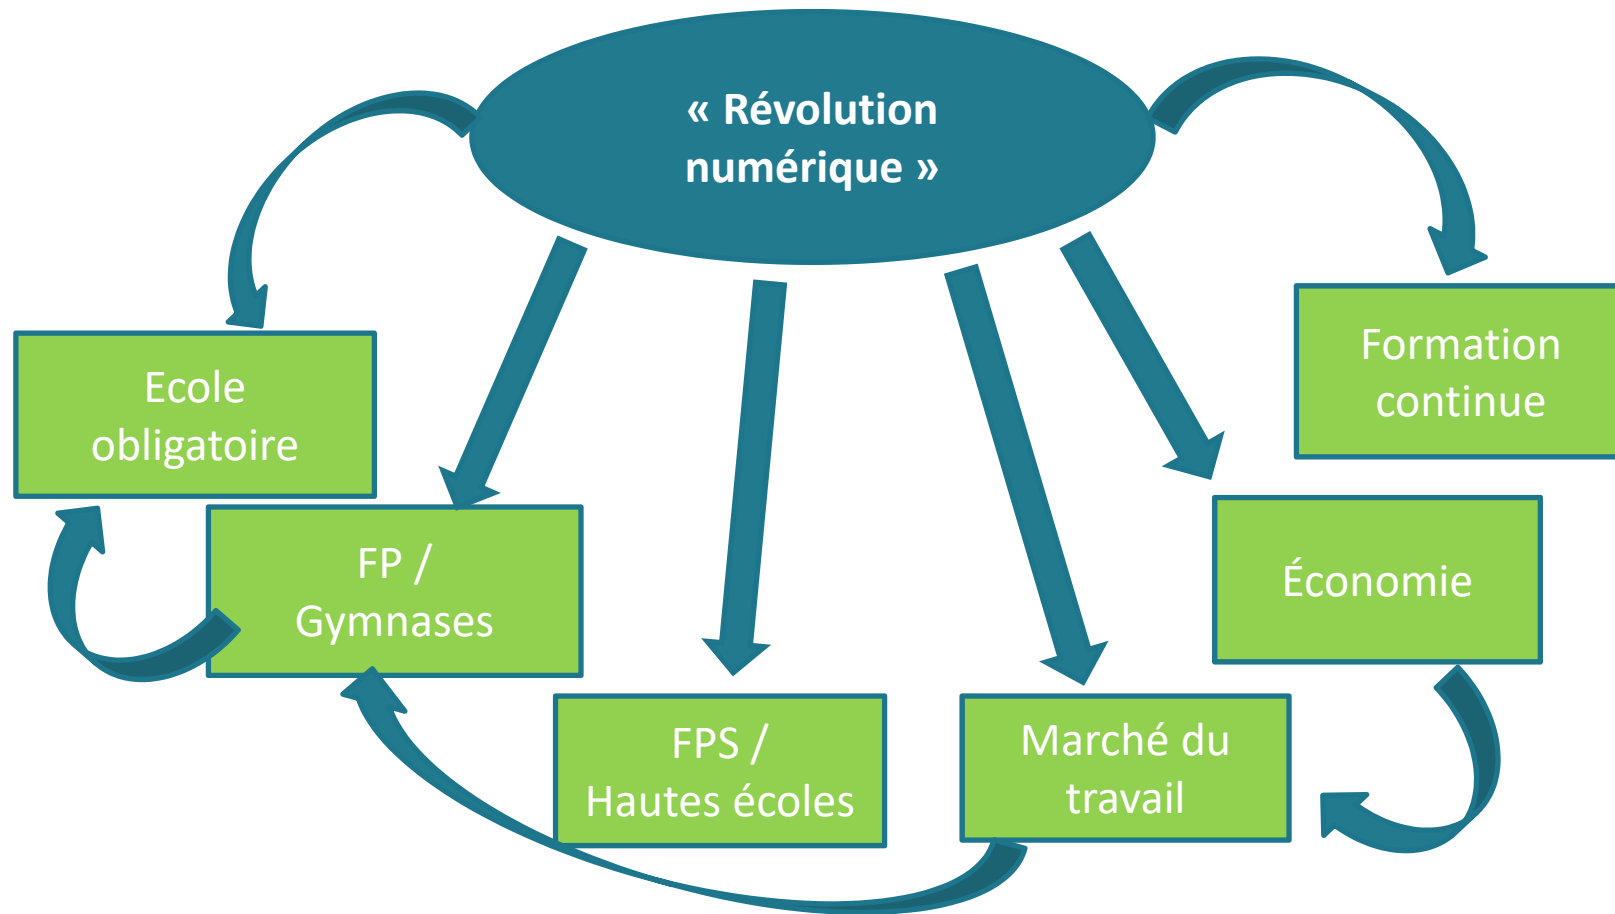 « Révolution
numérique »
Ecole
obligatoire
FP /
Gymnases
FPS /
Hautes écoles
Marché du
travail
Économie
Formation
continue